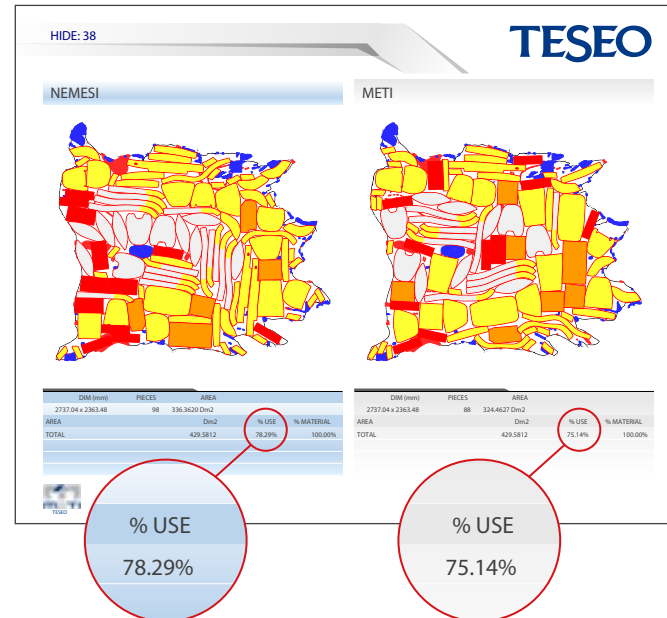 HIDE: 38
TESEO
NEMESI
METI
DIM (mm) PIECES AREA
2737.04 x 2363.48 98 336.3620 Dm2
AREA Dm2 % USE % MATERIAL
TOTAL 429.5812 78.29% 100.00%
DIM (mm) PIECES AREA
2737.04 x 2363.48 88 324.4627 Dm2
AREA Dm2 % USE % MATERIAL
TOTAL 429.5812 75.14% 100.00%
TESEO
% USE
78.29%
% USE
75.14%